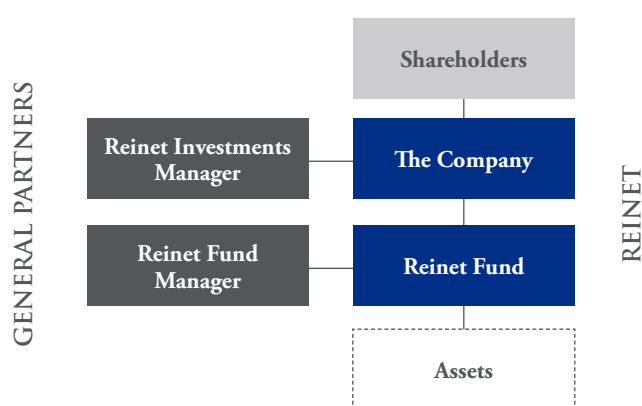 GENERAL PARTNERS
Shareholders
Reinet Investments
Manager
The Company
Reinet Fund
Manager
Reinet Fund
Assets
REINET